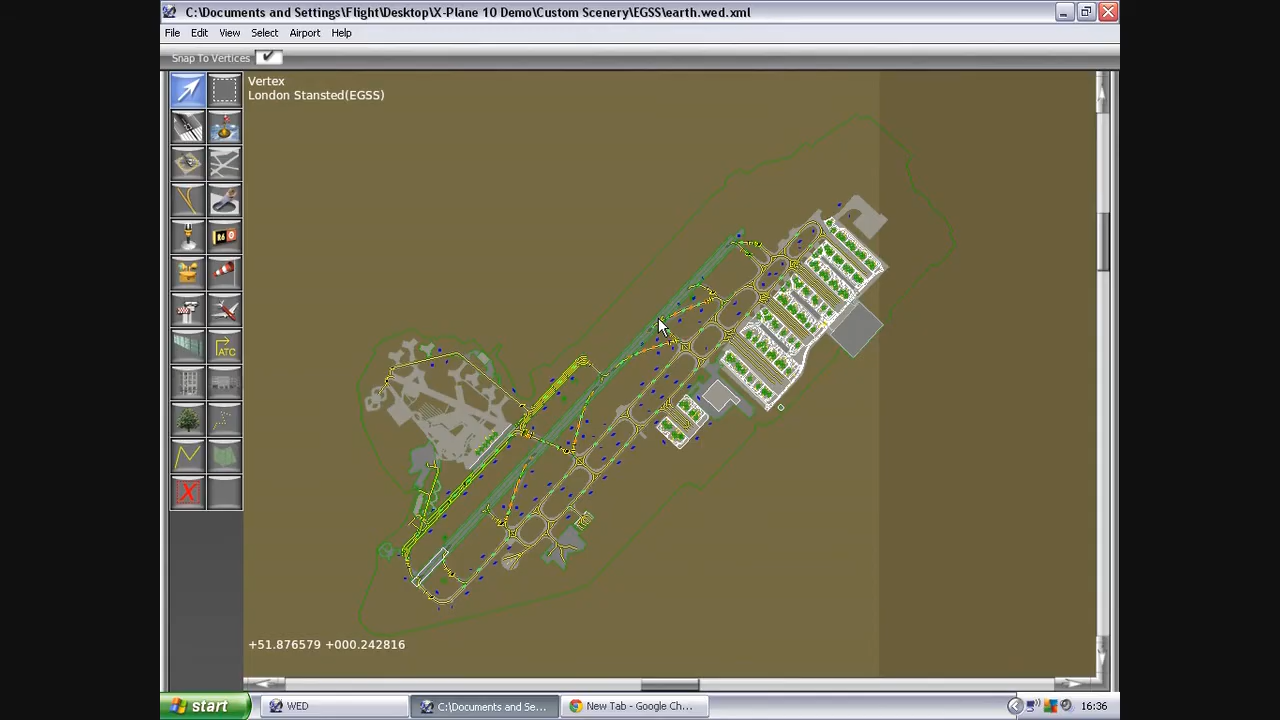 C:\Documents and Settings\Flight\Desktop\X-Plane 10 Demo\Custom Scenery\EGSS\earth.wed.xml
File Edit View Select Airport Help
Snap To Vertices
Vertex
London Stansted(EGSS)
R6 0
ATC
X
+51.876579 +000.242816
start
WED
C:\Documents and Se...
New Tab - Google Ch...
16:36